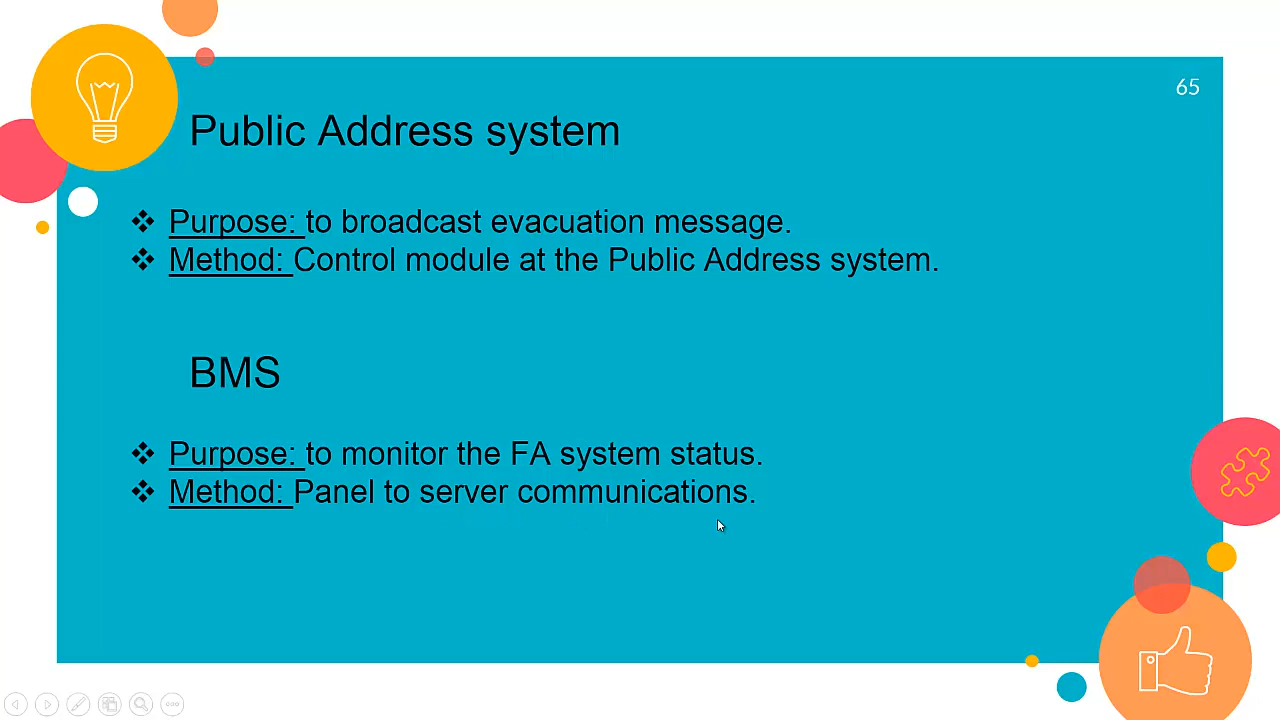 65
Public Address system
❖ Purpose: to broadcast evacuation message.
❖ Method: Control module at the Public Address system.
BMS
❖ Purpose: to monitor the FA system status.
❖ Method: Panel to server communications.